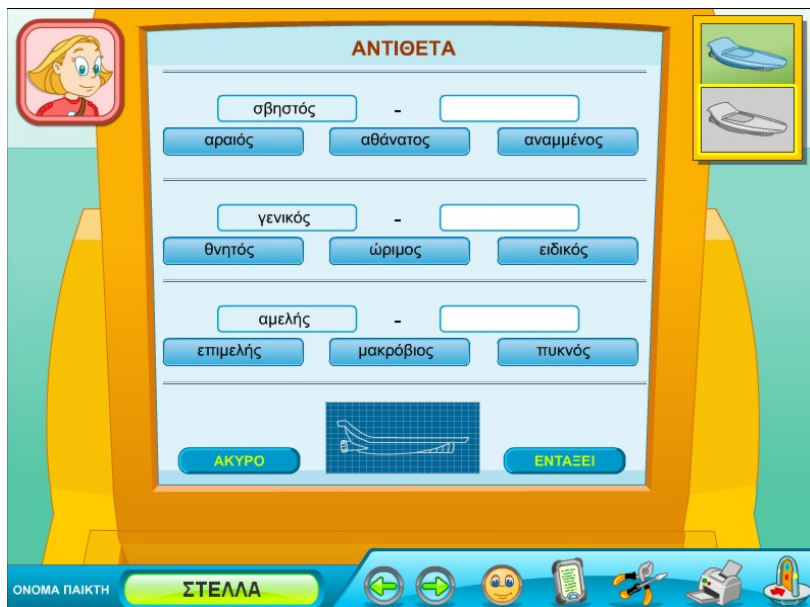 ΑΝΤΙΘΕΤΑ
σβηστός -
αραιός αθάνατος αναμμένος
γενικός -
θνητός ώριμος ειδικός
αμελής -
επιμελής μακρόβιος πυκνός
ΑΚΥΡΟ ΕΝΤΑΞΕΙ
ΟΝΟΜΑ ΠΑΙΚΤΗ ΣΤΕΛΛΑ